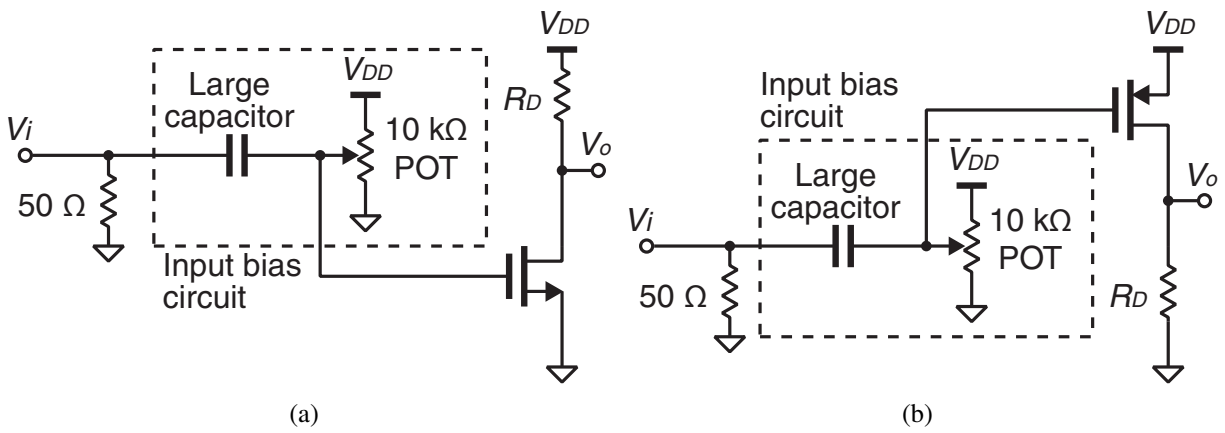 VDD
VDD
Large
capacitor
RD
10 kΩ
POT
Vi
Vo
50 Ω
Input bias
circuit
(a)
VDD
Input bias
circuit
VDD
Large
capacitor
Vo
10 kΩ
POT
Vi
50 Ω
RD
(b)